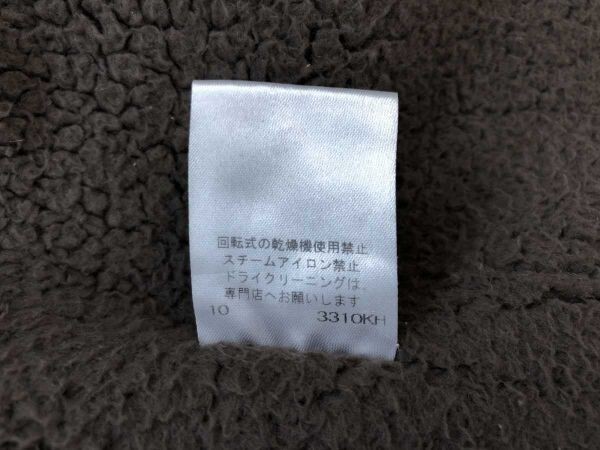 回転式の乾燥機使用禁止
スチームアイロン禁止
ドライクリーニングは、
専門店へお願いします
10 3310KH